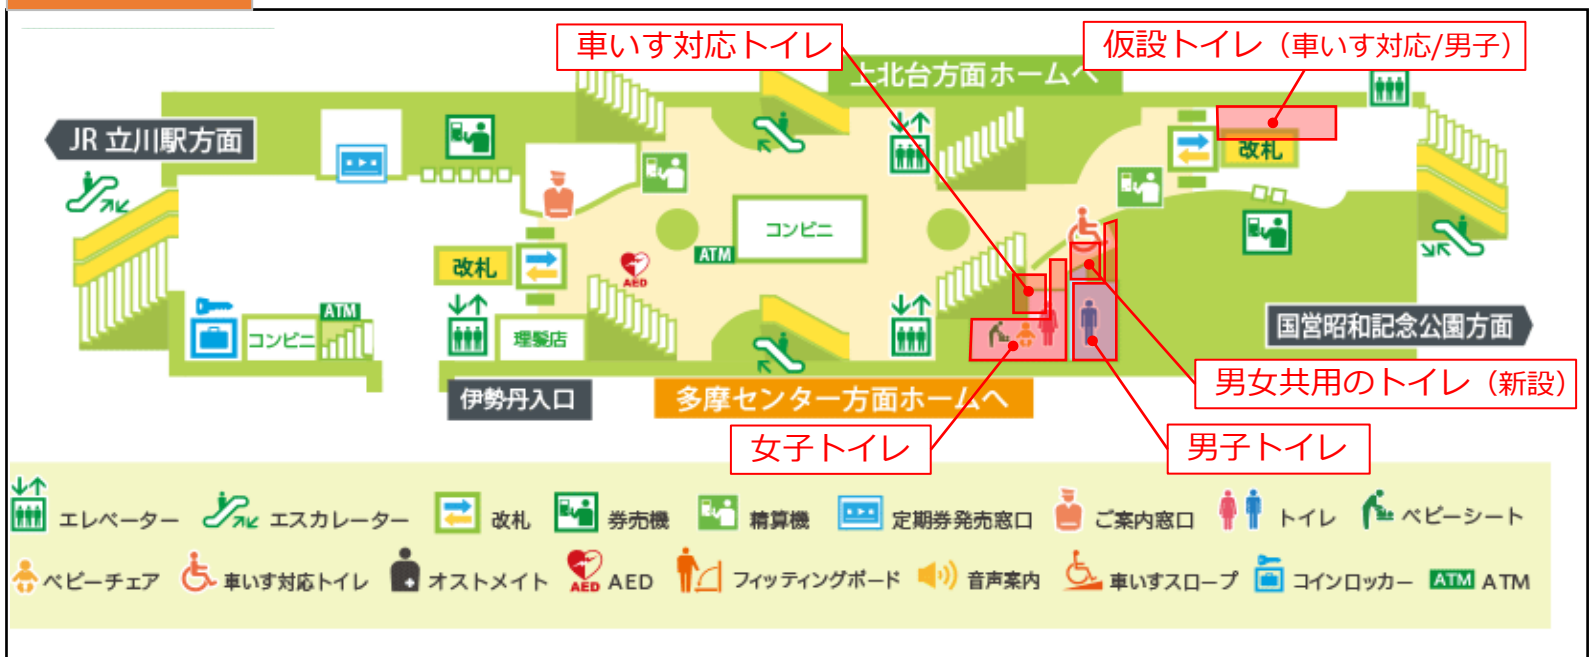 車いす対応トイレ
仮設トイレ（車いす対応/男子）
上北台方面ホームへ
JR 立川駅方面
改札
コンビニ
ATM
改札
AED
ATM
コンビニ
理髪店
国営昭和記念公園方面
伊勢丹入口
多摩センター方面ホームへ
男女共用のトイレ（新設）
女子トイレ
男子トイレ
エレベーター
エスカレーター
改札
券売機
精算機
定期券発売窓口
ご案内窓口
トイレ
ベビーシート
ベビーチェア
車いす対応トイレ
オストメイト
AED
AED
フィッティングボード
音声案内
車いすスロープ
コインロッカー
ATM
ATM